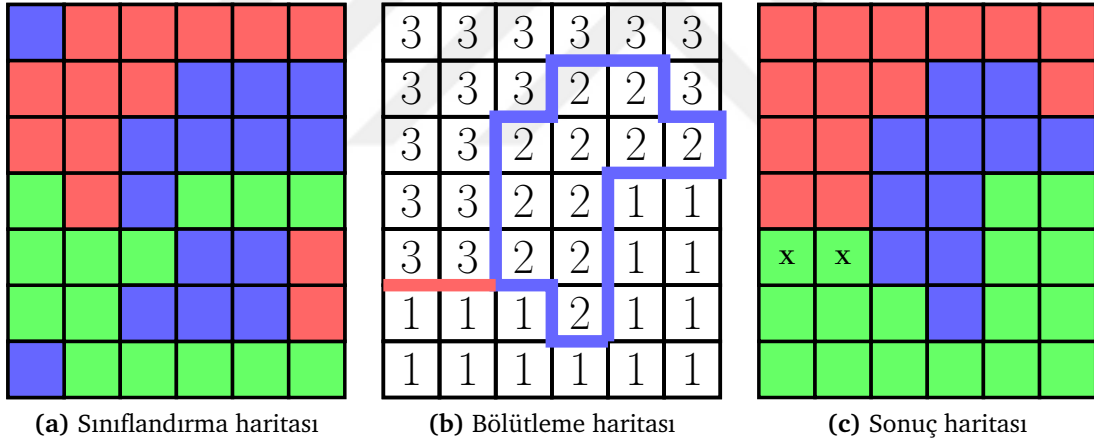 3 3 3 3 3 3
3 3 3 2 2 3
3 3 2 2 2 2
3 3 2 2 1 1
3 3 2 2 1 1
1 1 1 2 1 1
1 1 1 1 1 1
x x
(a) Sınıflandırma haritası
(b) Bölütleme haritası
(c) Sonuç haritası